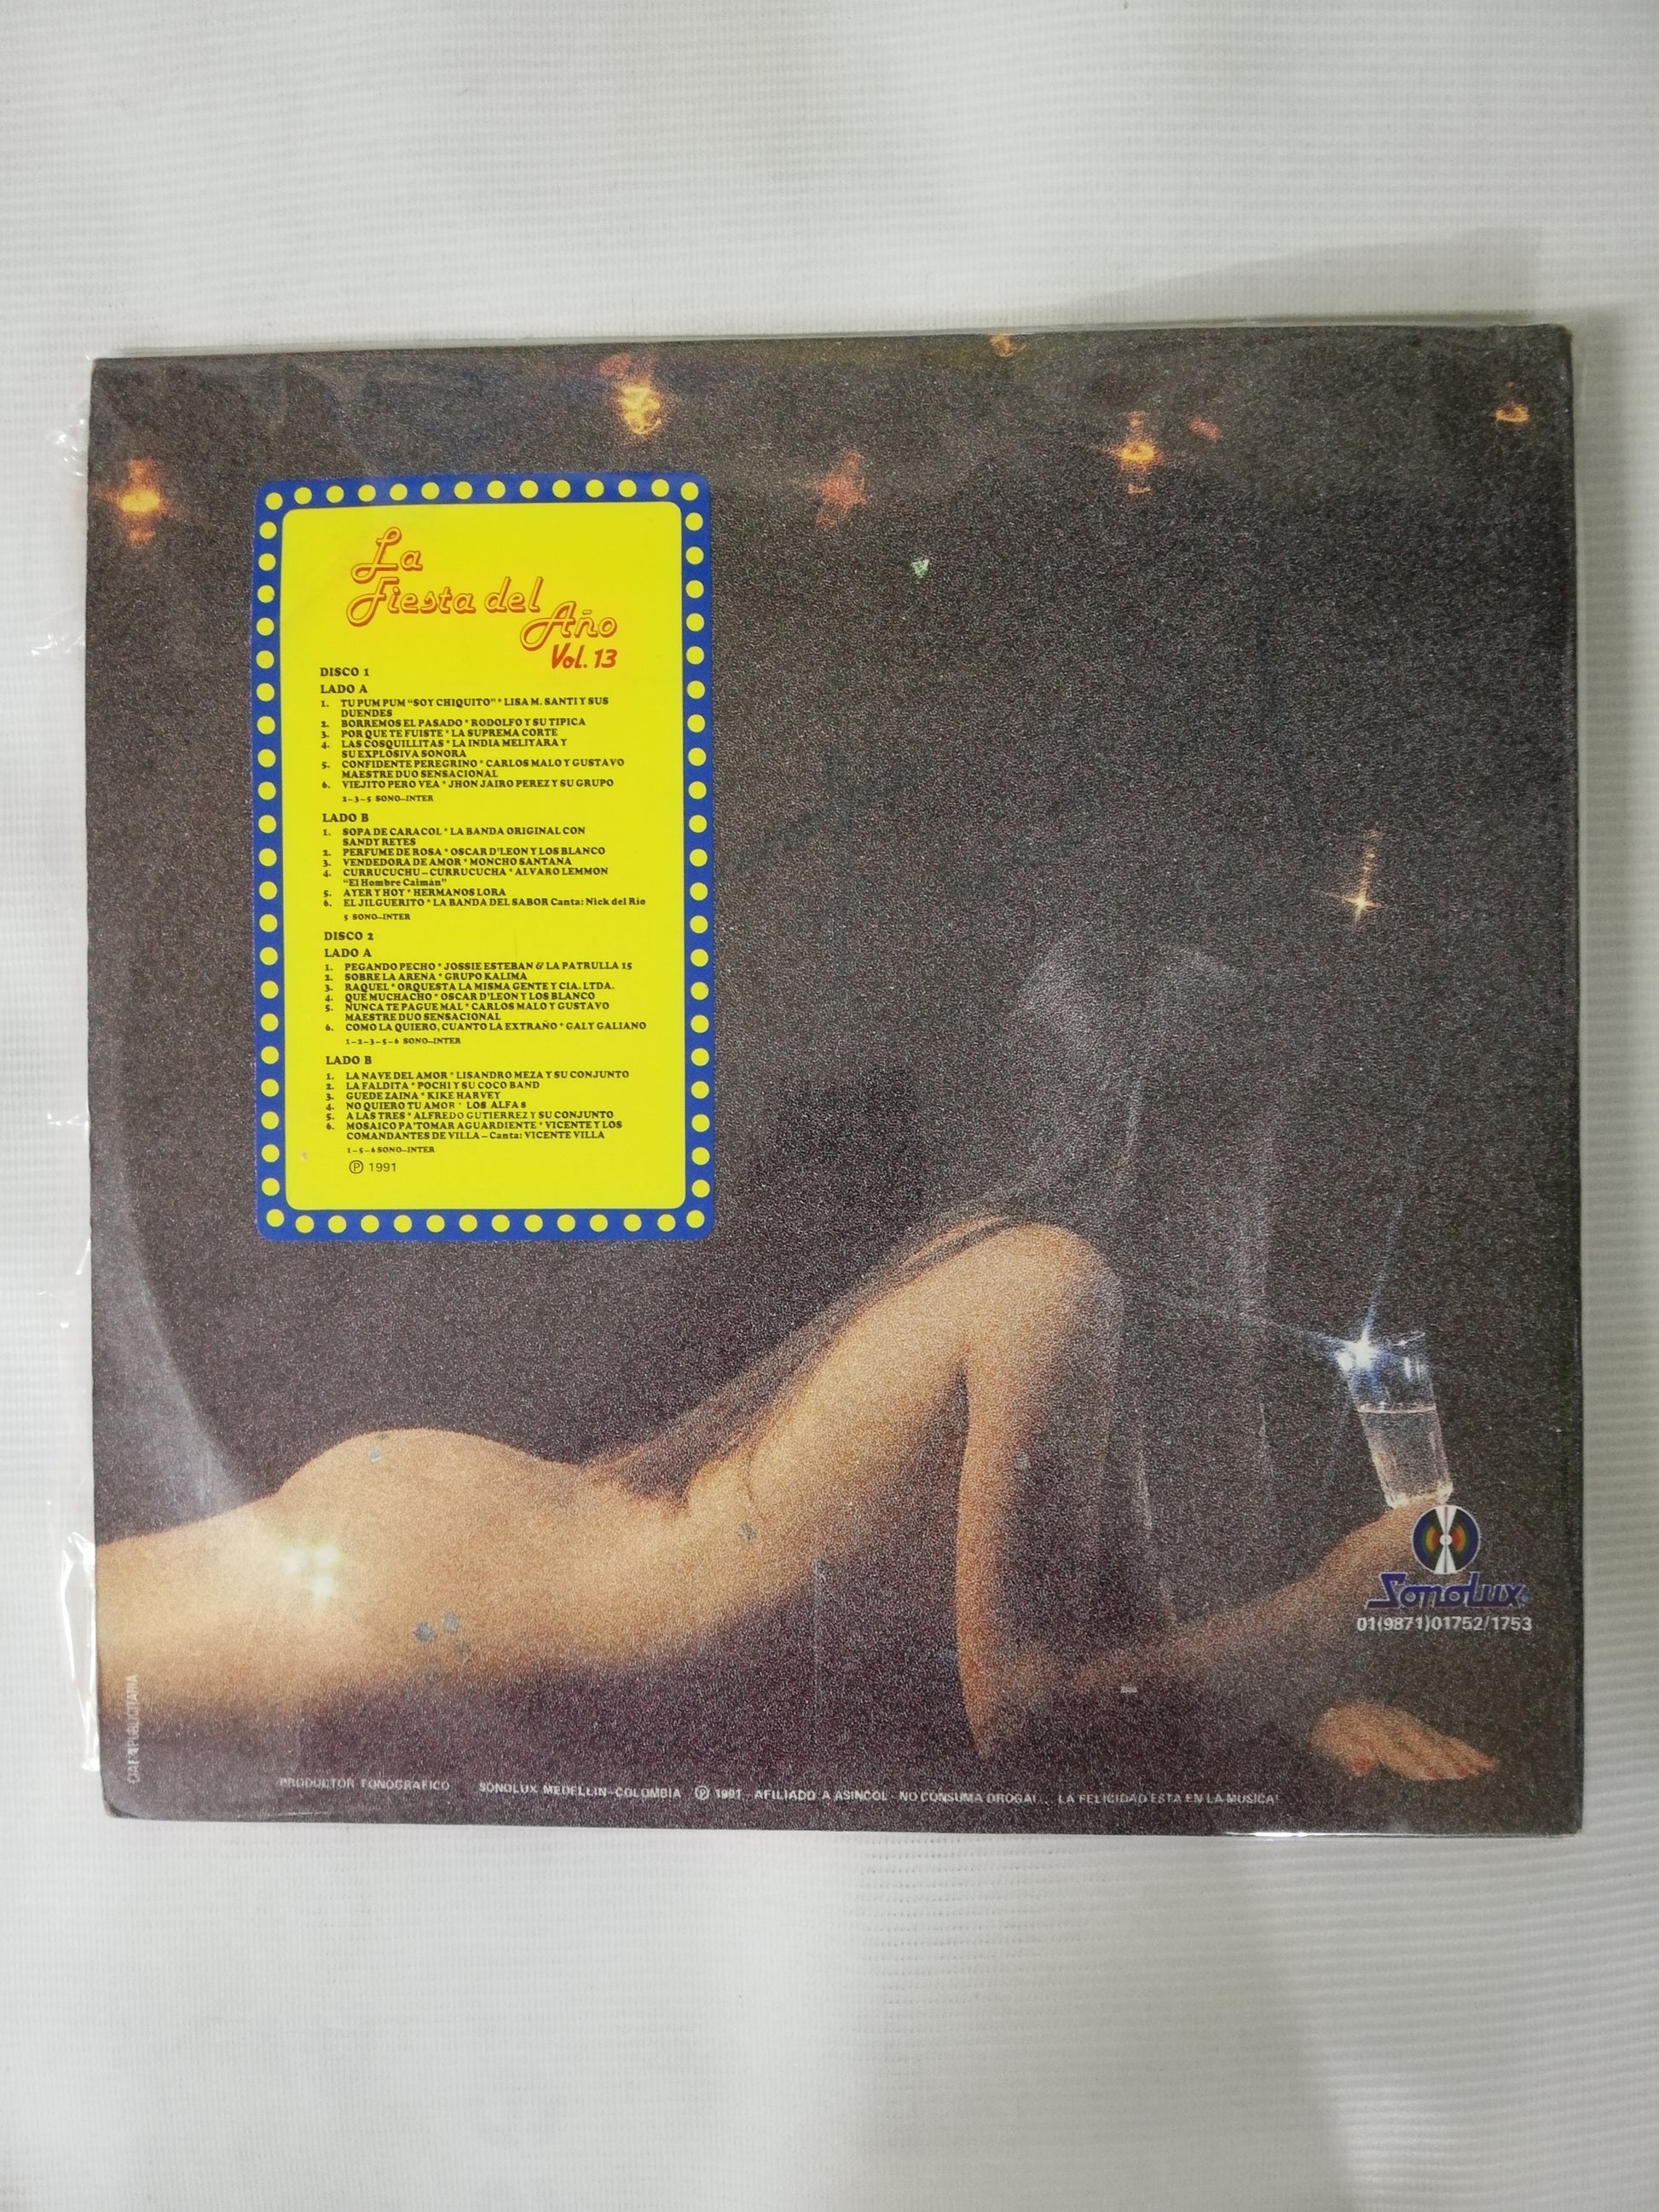 La
Fiesta del
Año
Vol. 13
DISCO 1
LADO A
1. TU PUM PUM "SOY CHIQUITO" * LISA M. SANTI Y SUS
DUENDES
2. BORREMOS EL PASADO * RODOLFO Y SU TIPICA
3. POR QUE TE FUISTE * LA SUPREMA CORTE
4. LAS COSQUILLITAS * LA INDIA MELIYARA Y
SU EXPLOSIVA SONORA
5. CONFIDENTE PEREGRINO * CARLOS MALO Y GUSTAVO
MAESTRE DUO SENSACIONAL
6. VIEJITO PERO VEA * JHON JAIRO PEREZ Y SU GRUPO
2-3-5 SONO-INTER
LADO B
1. SOPA DE CARACOL * LA BANDA ORIGINAL CON
SANDY REYES
2. PERFUME DE ROSA * OSCAR D'LEON Y LOS BLANCO
3. VENDEDORA DE AMOR * MONCHO SANTANA
4. CURRUCUCHU-CURRUCUCHA * ALVARO LEMMON
"El Hombre Caimán"
5. AYER Y HOY * HERMANOS LORA
6. EL JILGUERITO * LA BANDA DEL SABOR Canta: Nick del Rio
5 SONO-INTER
DISCO 2
LADO A
1. PEGANDO PECHO * JOSSIE ESTEBAN & LA PATRULLA 15
2. SOBRE LA ARENA * GRUPO KALIMA
3. RAQUEL * ORQUESTA LA MISMA GENTE Y CIA. LTDA.
4. QUE MUCHACHO * OSCAR D'LEON Y LOS BLANCO
5. NUNCA TE PAGUE MAL * CARLOS MALO Y GUSTAVO
MAESTRE DUO SENSACIONAL
6. COMO LA QUIERO, CUANTO LA EXTRAÑO * GALY GALIANO
1-2-3-5-6 SONO-INTER
LADO B
1. LA NAVE DEL AMOR * LISANDRO MEZA Y SU CONJUNTO
2. LA FALDITA * POCHI Y SU COCO BAND
3. GUEDE ZAINA * KIKE HARVEY
4. NO QUIERO TU AMOR * LOS ALFA 8
5. A LAS TRES * ALFREDO GUTIERREZ Y SU CONJUNTO
6. MOSAICO PA'TOMAR AGUARDIENTE * VICENTE Y LOS
COMANDANTES DE VILLA - Canta: VICENTE VILLA
1-5-6 SONO-INTER
℗ 1991
Sonolux
01(9871)01752/1753
PUBLICITARIA
PRODUCTOR FONOGRAFICO SONOLUX MEDELLIN-COLOMBIA ℗ 1991 - AFILIADO A ASINCOL - NO CONSUMA DROGA!... LA FELICIDAD ESTA EN LA MUSICA!